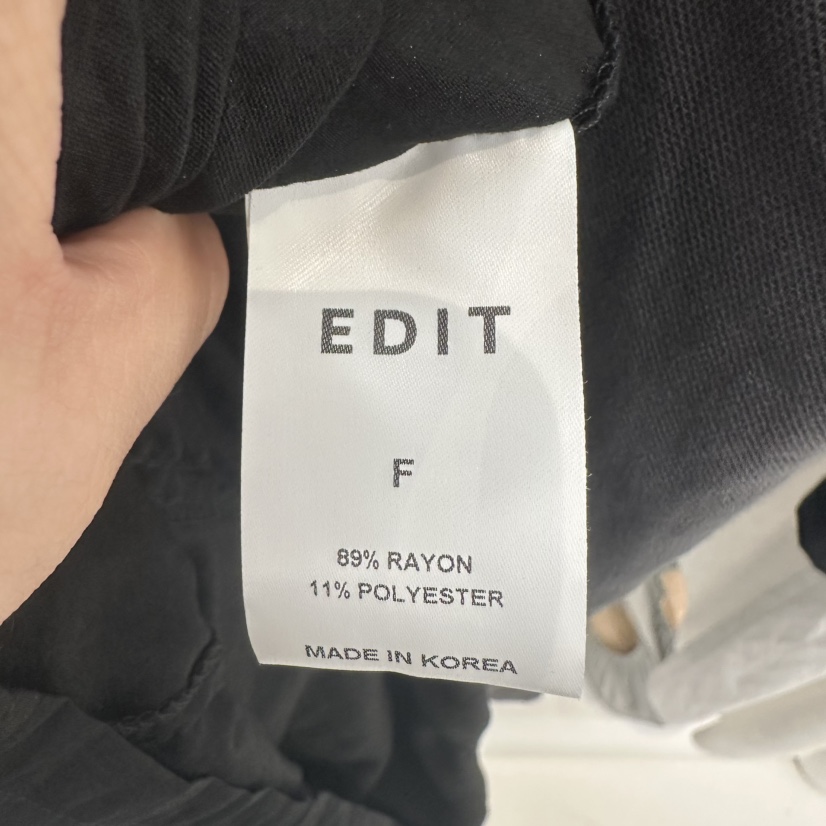 EDIT
F
89% RAYON
11% POLYESTER
MADE IN KOREA